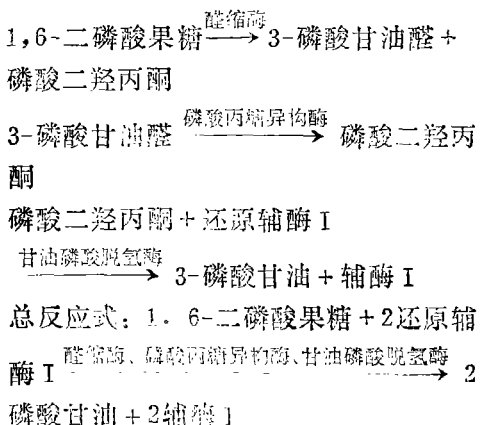 醛缩酶
1,6-二磷酸果糖⟶3-磷酸甘油醛+
磷酸二羟丙酮
磷酸丙糖异构酶
3-磷酸甘油醛 ⟶ 磷酸二羟丙
酮
磷酸二羟丙酮+还原辅酶I
甘油磷酸脱氢酶
⟶ 3-磷酸甘油+辅酶I
总反应式：1．6-二磷酸果糖+2还原辅
醛缩酶、磷酸丙糖异构酶、甘油磷酸脱氢酶
酶I ⟶ 2
磷酸甘油+2辅酶I